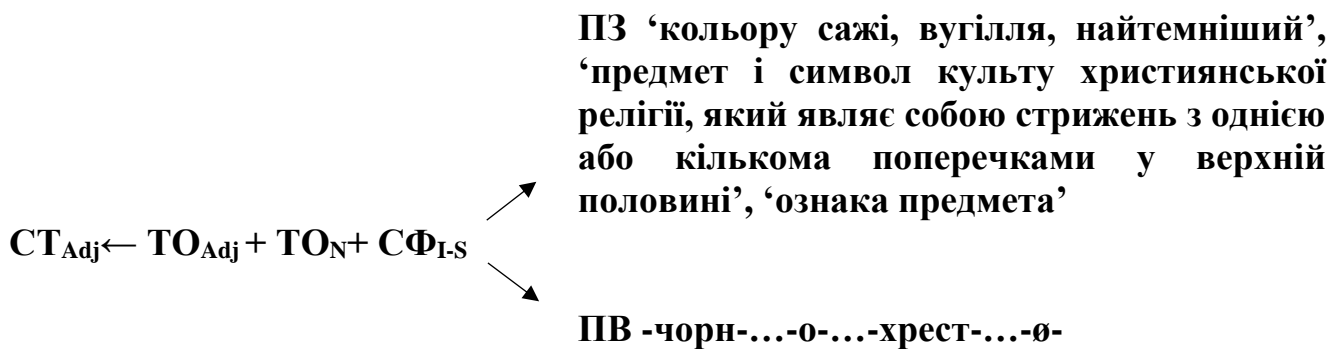 ПЗ ‘кольору сажі, вугілля, найтемніший’,
‘предмет і символ культу християнської
релігії, який являє собою стрижень з однією
або кількома поперечками у верхній
половині’, ‘ознака предмета’
СТAdj← ТОAdj + ТОN+ СФI-S
ПВ -чорн-…-о-…-хрест-…-ø-